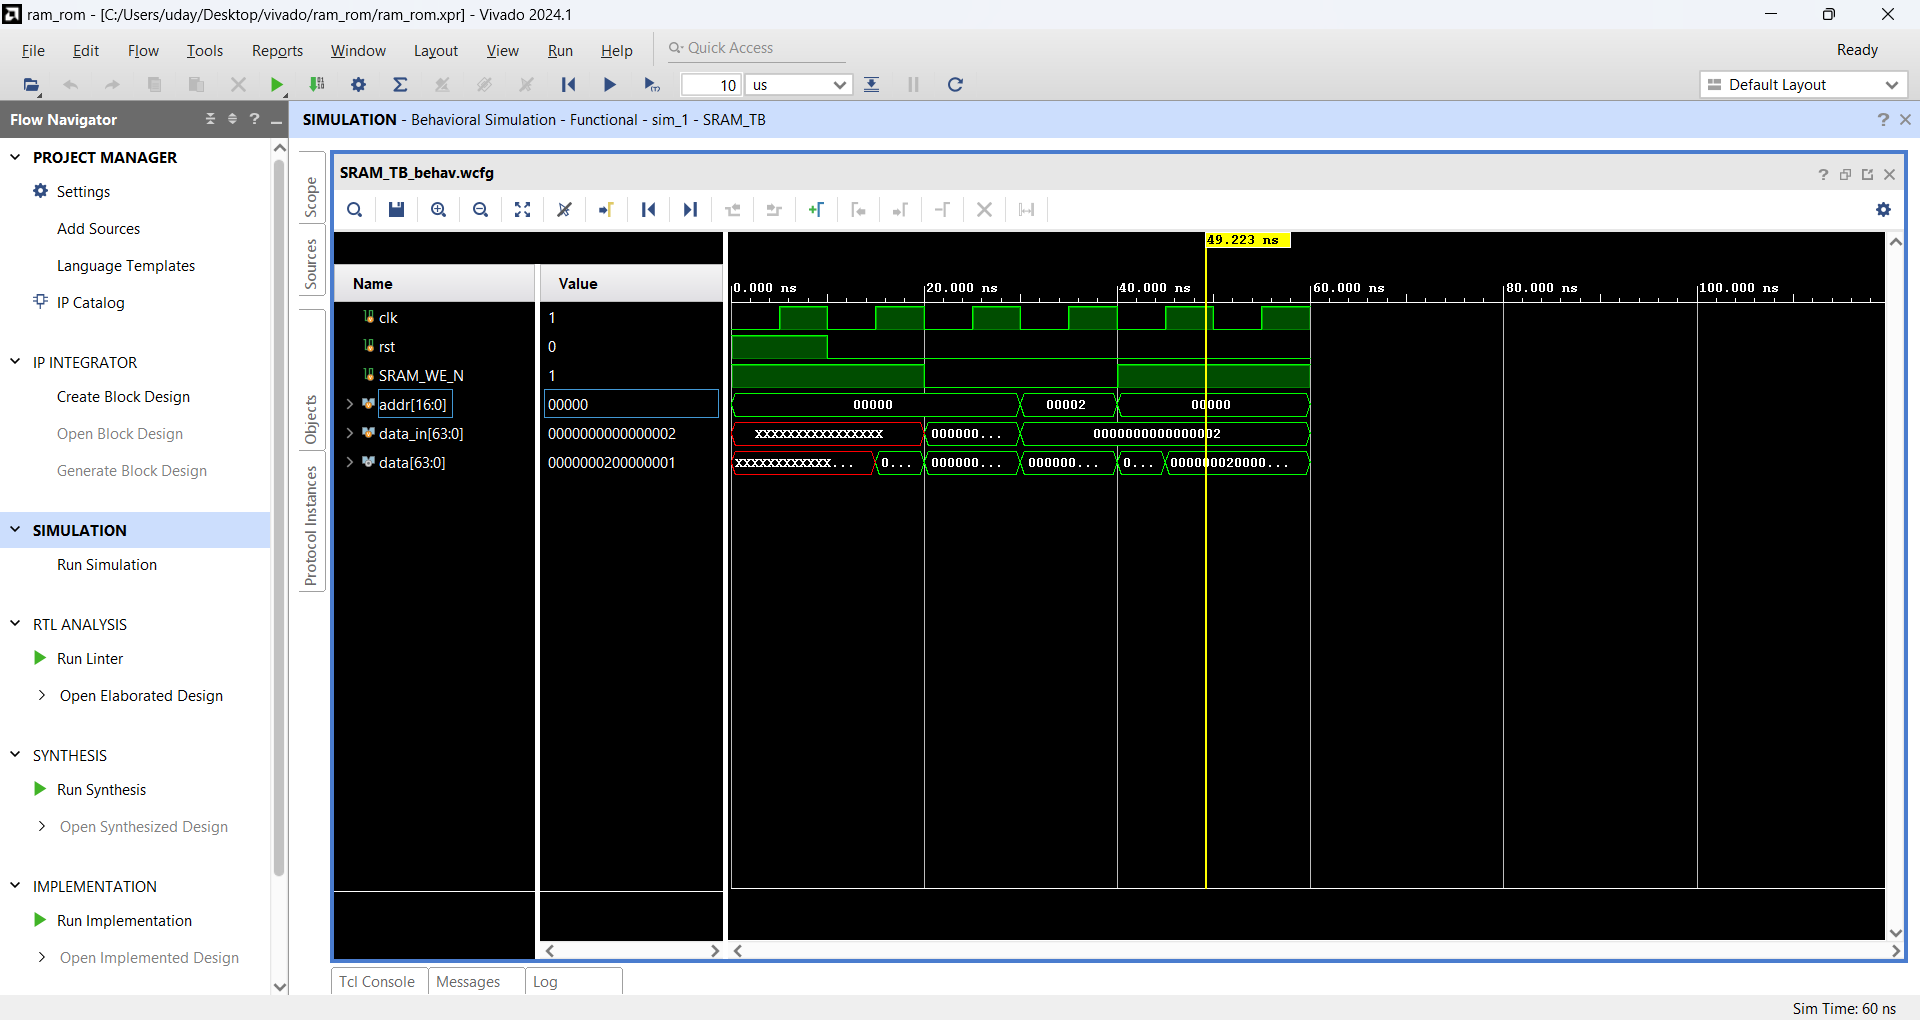 ram_rom - [C:/Users/uday/Desktop/vivado/ram_rom/ram_rom.xpr] - Vivado 2024.1
File Edit Flow Tools Reports Window Layout View Run Help Quick Access Ready
10 us Default Layout
Flow Navigator
SIMULATION - Behavioral Simulation - Functional - sim_1 - SRAM_TB
PROJECT MANAGER
Settings
Add Sources
Language Templates
IP Catalog
IP INTEGRATOR
Create Block Design
Open Block Design
Generate Block Design
SIMULATION
Run Simulation
RTL ANALYSIS
Run Linter
Open Elaborated Design
SYNTHESIS
Run Synthesis
Open Synthesized Design
IMPLEMENTATION
Run Implementation
Open Implemented Design
Scope
Sources
Objects
Protocol Instances
SRAM_TB_behav.wcfg
49.223 ns
Name Value 0.000 ns 20.000 ns 40.000 ns 60.000 ns 80.000 ns 100.000 ns
clk 1
rst 0
SRAM_WE_N 1
addr[16:0] 00000 00000 00002 00000
data_in[63:0] 0000000000000002 XXXXXXXXXXXXXXXX 000000... 0000000000000002
data[63:0] 0000000200000001 XXXXXXXXXXXX... 0... 000000... 000000... 0... 000000020000...
Tcl Console Messages Log
Sim Time: 60 ns